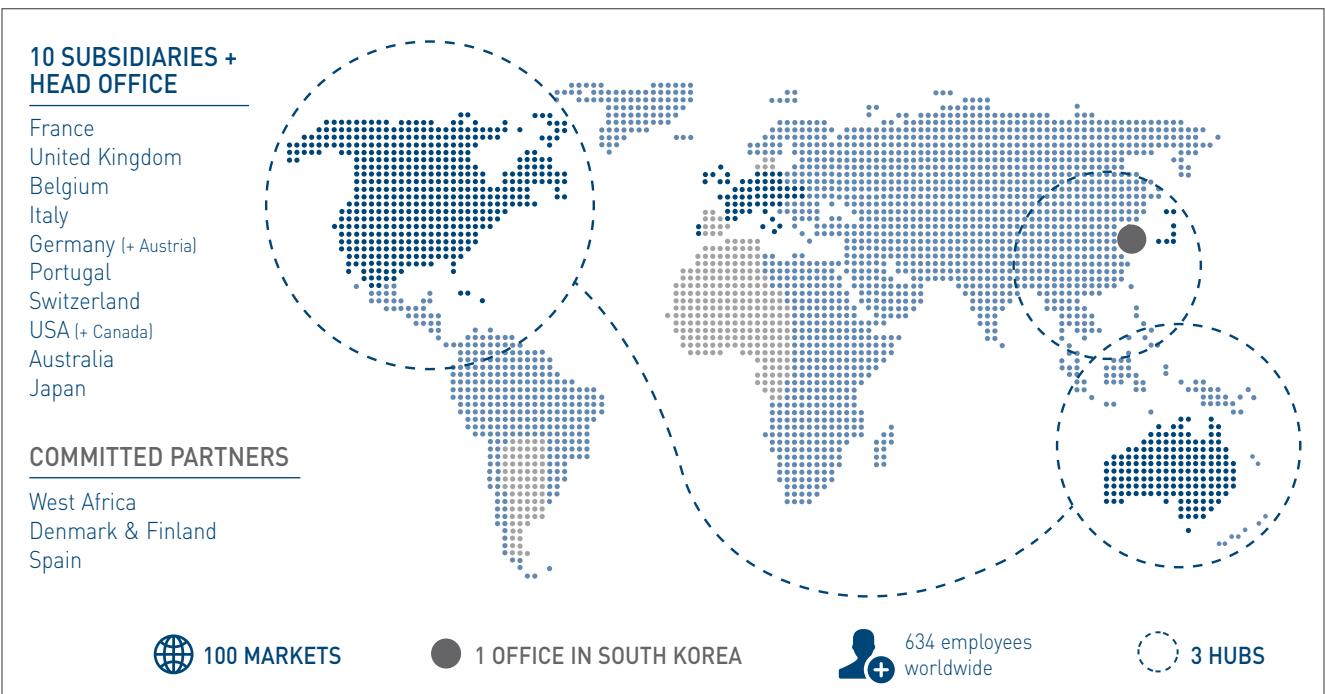 10 SUBSIDIARIES +
HEAD OFFICE
France
United Kingdom
Belgium
Italy
Germany (+ Austria)
Portugal
Switzerland
USA (+ Canada)
Australia
Japan
COMMITTED PARTNERS
West Africa
Denmark & Finland
Spain
100 MARKETS
1 OFFICE IN SOUTH KOREA
634 employees
worldwide
3 HUBS